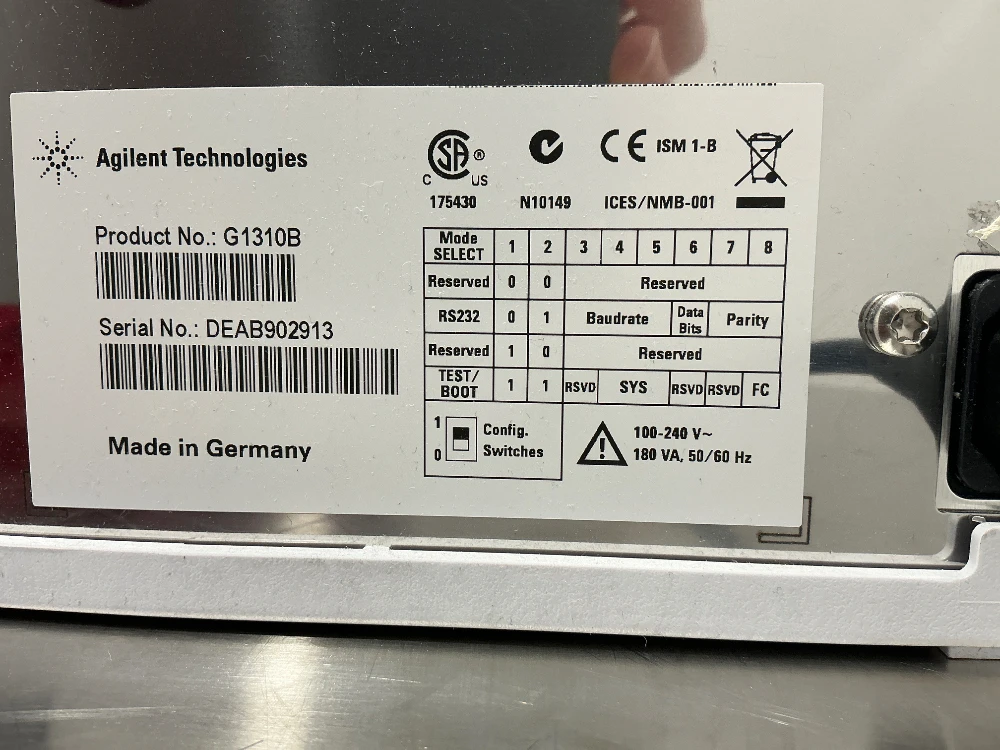 Agilent Technologies
Product No.: G1310B
Serial No.: DEAB902913
Made in Germany
SA ®
C US
175430
N10149
CE ISM 1-B
ICES/NMB-001
Mode SELECT 1 2 3 4 5 6 7 8
Reserved 0 0 Reserved
RS232 0 1 Baudrate Data Bits Parity
Reserved 1 0 Reserved
TEST/BOOT 1 1 RSVD SYS RSVD RSVD FC
1 Config.
0 Switches
100-240 V~
180 VA, 50/60 Hz